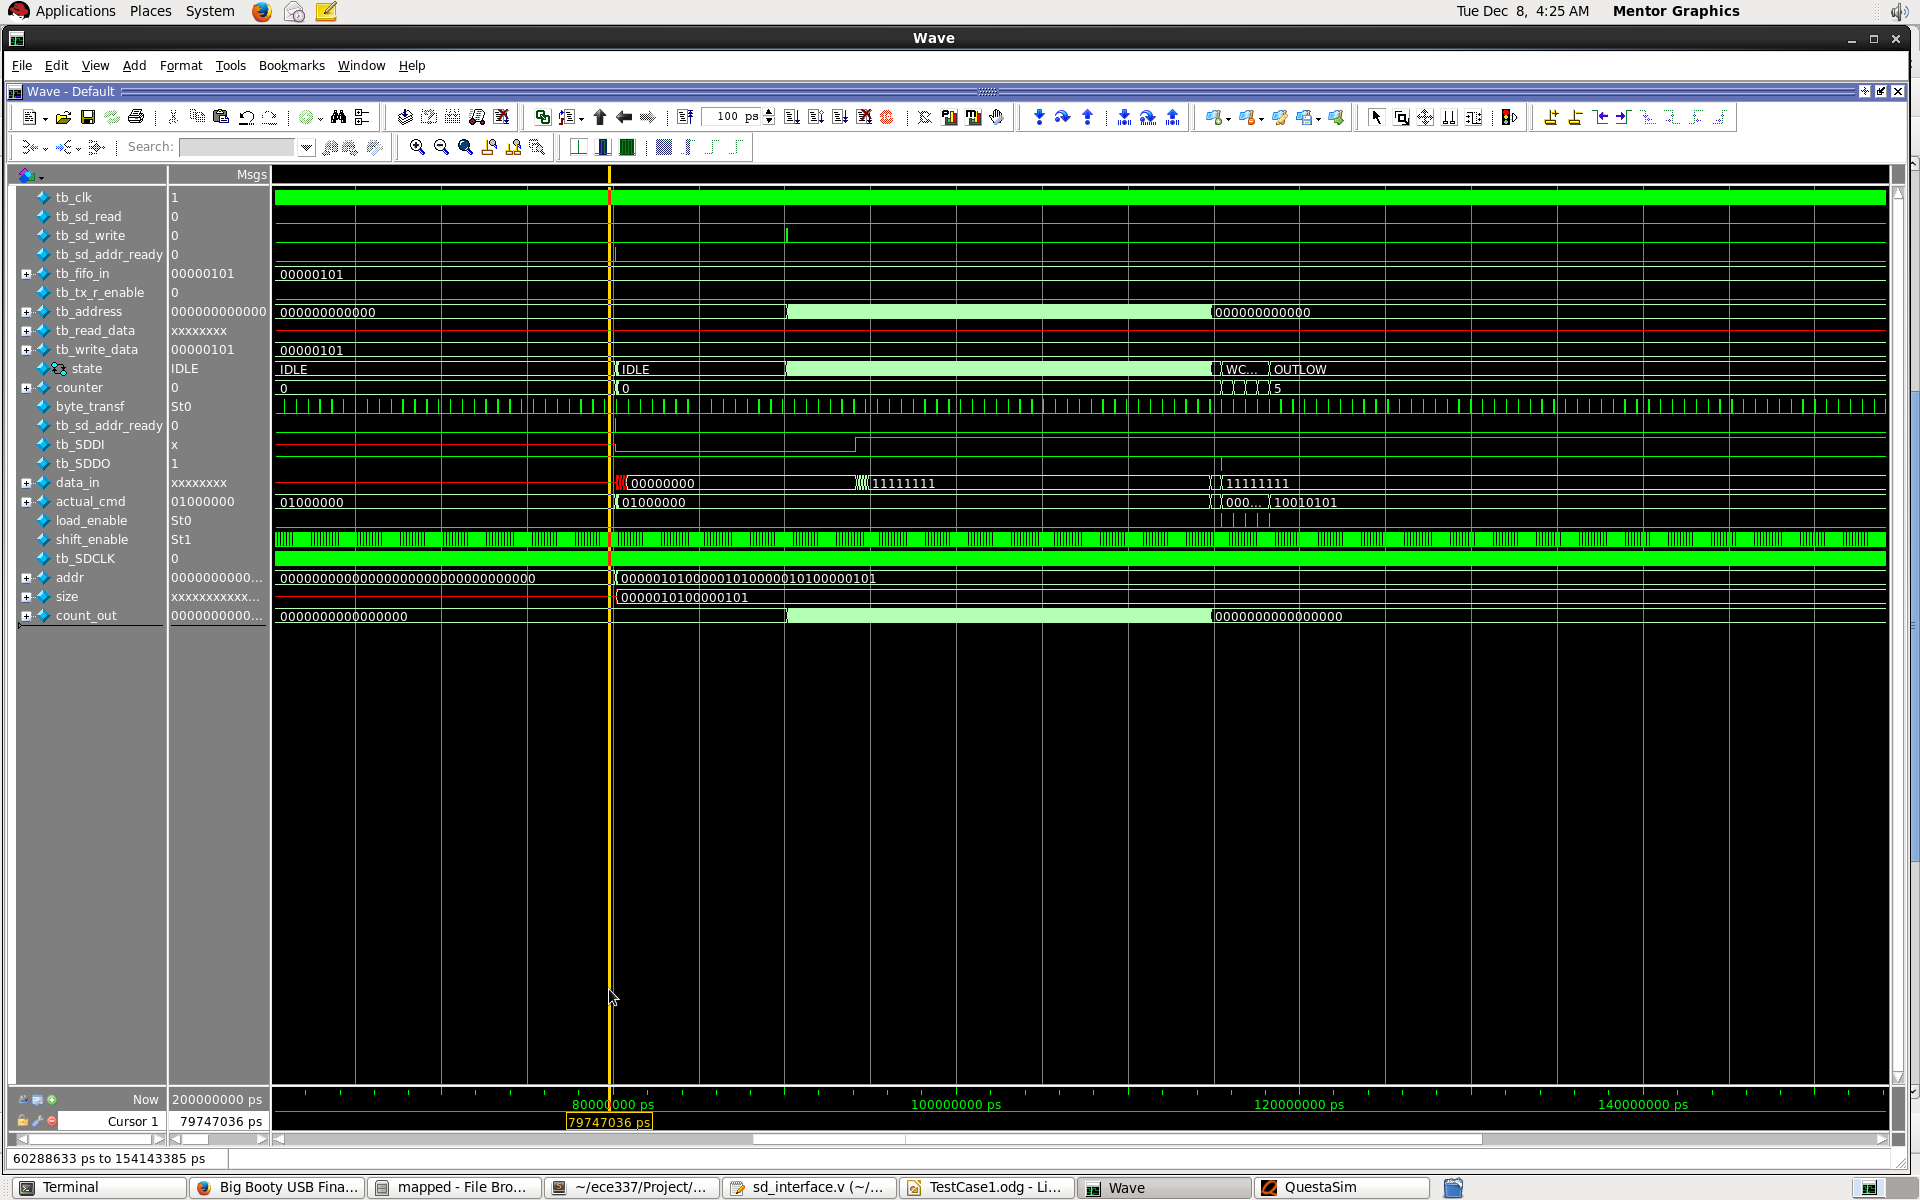 Applications Places System Tue Dec 8, 4:25 AM Mentor Graphics
Wave
File Edit View Add Format Tools Bookmarks Window Help
Wave - Default
100 ps
Search:
Msgs
tb_clk 1
tb_sd_read 0
tb_sd_write 0
tb_sd_addr_ready 0
tb_fifo_in 00000101 00000101
tb_tx_r_enable 0
tb_address 000000000000 000000000000 000000000000
tb_read_data xxxxxxxx
tb_write_data 00000101 00000101
state IDLE IDLE IDLE WC... OUTLOW
counter 0 0 0 5
byte_transf St0
tb_sd_addr_ready 0
tb_SDDI x
tb_SDDO 1
data_in xxxxxxxx 00000000 11111111 11111111
actual_cmd 01000000 01000000 01000000 000... 10010101
load_enable St0
shift_enable St1
tb_SDCLK 0
addr 0000000000... 00000000000000000000000000000000 00000101000001010000010100000101
size xxxxxxxxxxx... 0000010100000101
count_out 0000000000... 0000000000000000 0000000000000000
Now 200000000 ps 80000000 ps 100000000 ps 120000000 ps 140000000 ps
Cursor 1 79747036 ps 79747036 ps
60288633 ps to 154143385 ps
Terminal Big Booty USB Fina... mapped - File Bro... ~/ece337/Project/... sd_interface.v (~/... TestCase1.odg - Li... Wave QuestaSim